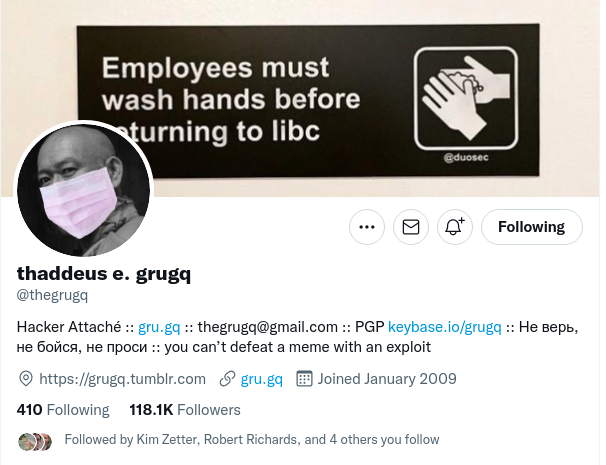 Employees must
wash hands before
eturning to libc
@duosec
Following
thaddeus e. grugq
@thegrugq
Hacker Attaché :: gru.gq :: thegrugq@gmail.com :: PGP keybase.io/grugq :: Не верь,
не бойся, не проси :: you can’t defeat a meme with an exploit
https://grugq.tumblr.com gru.gq Joined January 2009
410 Following 118.1K Followers
Followed by Kim Zetter, Robert Richards, and 4 others you follow